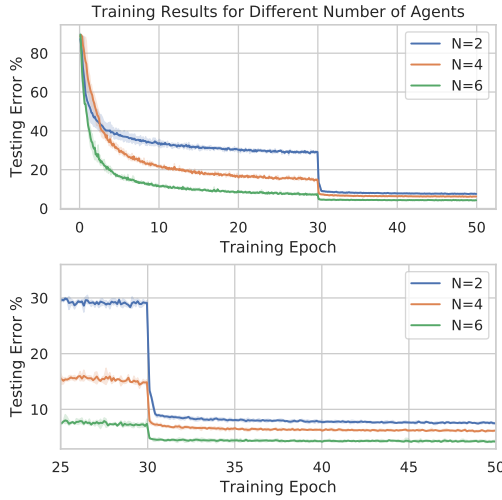 Training Results for Different Number of Agents
Testing Error %
80
60
40
20
0
N=2
N=4
N=6
0 10 20 30 40 50
Training Epoch
Testing Error %
30
20
10
N=2
N=4
N=6
25 30 35 40 45 50
Training Epoch